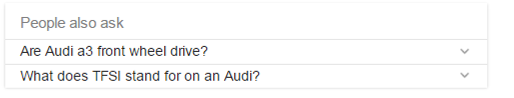 People also ask
Are Audi a3 front wheel drive?
What does TFSI stand for on an Audi?